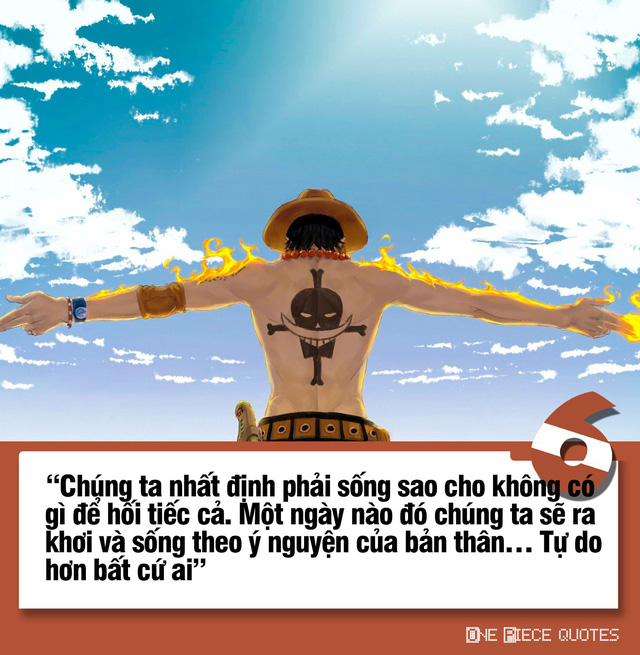 6
“Chúng ta nhất định phải sống sao cho không có
gì để hối tiếc cả. Một ngày nào đó chúng ta sẽ ra
khơi và sống theo ý nguyện của bản thân... Tự do
hơn bất cứ ai”
ONE PIECE QUOTES